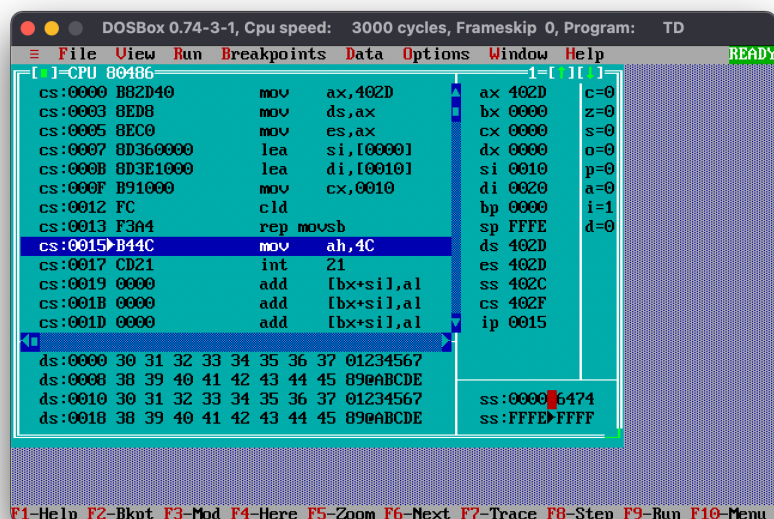 DOSBox 0.74-3-1, Cpu speed: 3000 cycles, Frameskip 0, Program: TD
≡ File View Run Breakpoints Data Options Window Help READY
[■]=CPU 80486 1=[↑][↓]
cs:0000 B82D40 mov ax,402D ax 402D c=0
cs:0003 8ED8 mov ds,ax bx 0000 z=0
cs:0005 8EC0 mov es,ax cx 0000 s=0
cs:0007 8D360000 lea si,[0000] dx 0000 o=0
cs:000B 8D3E1000 lea di,[0010] si 0010 p=0
cs:000F B91000 mov cx,0010 di 0020 a=0
cs:0012 FC cld bp 0000 i=1
cs:0013 F3A4 rep movsb sp FFFE d=0
cs:0015►B44C mov ah,4C ds 402D
cs:0017 CD21 int 21 es 402D
cs:0019 0000 add [bx+si],al ss 402C
cs:001B 0000 add [bx+si],al cs 402F
cs:001D 0000 add [bx+si],al ip 0015
ds:0000 30 31 32 33 34 35 36 37 01234567
ds:0008 38 39 40 41 42 43 44 45 89@ABCDE
ds:0010 30 31 32 33 34 35 36 37 01234567 ss:0000 6474
ds:0018 38 39 40 41 42 43 44 45 89@ABCDE ss:FFFE►FFFF
F1-Help F2-Bkpt F3-Mod F4-Here F5-Zoom F6-Next F7-Trace F8-Step F9-Run F10-Menu